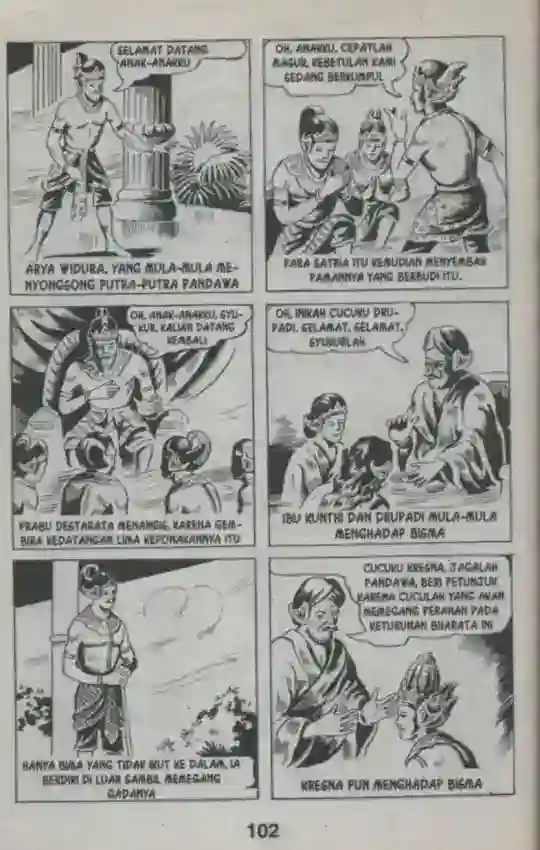 SELAMAT DATANG
ANAK-ANAKKU
ARYA WIDURA, YANG MULA-MULA ME-
NYONGSONG PUTRA-PUTRA PANDAWA
OH, ANAKKU, CEPATLAH
MASUK, KEBETULAN KAMI
SEDANG BERKUMPUL
PARA SATRIA ITU KEMUDIAN MENYEMBAH
PAMANNYA YANG BERBUDI ITU.
OH, ANAK-ANAKKU, SYU-
KUR, KALIAN DATANG
KEMBALI
PRABU DESTARATA MENANGIS, KARENA GEM-
BIRA KEDATANGAN LIMA KEPONAKANNYA ITU
OH, INIKAH CUCUKU DRU-
PADI. SELAMAT, SELAMAT,
SYUKURLAH
IBU KUNTHI DAN DRUPADI MULA-MULA
MENGHADAP BISMA
HANYA BIMA YANG TIDAK IKUT KE DALAM, IA
BERDIRI DI LUAR SAMBIL MEMEGANG
GADANYA
CUCUKU KRESNA, JAGALAH
PANDAWA, BERI PETUNJUK
KARENA CUCULAH YANG AKAN
MEMEGANG PERANAN PADA
KETURUNAN BHARATA INI
KRESNA PUN MENGHADAP BISMA
102